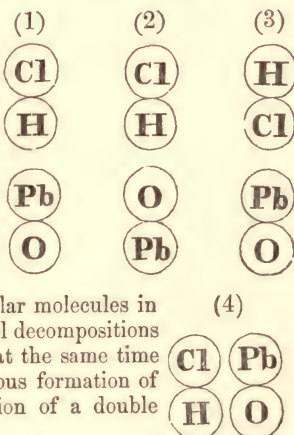 (1) (2) (3)
Cl Cl H
H H Cl
Pb O Pb
O Pb O
lar molecules in (4)
l decompositions
at the same time Cl Pb
ous formation of
ion of a double H O